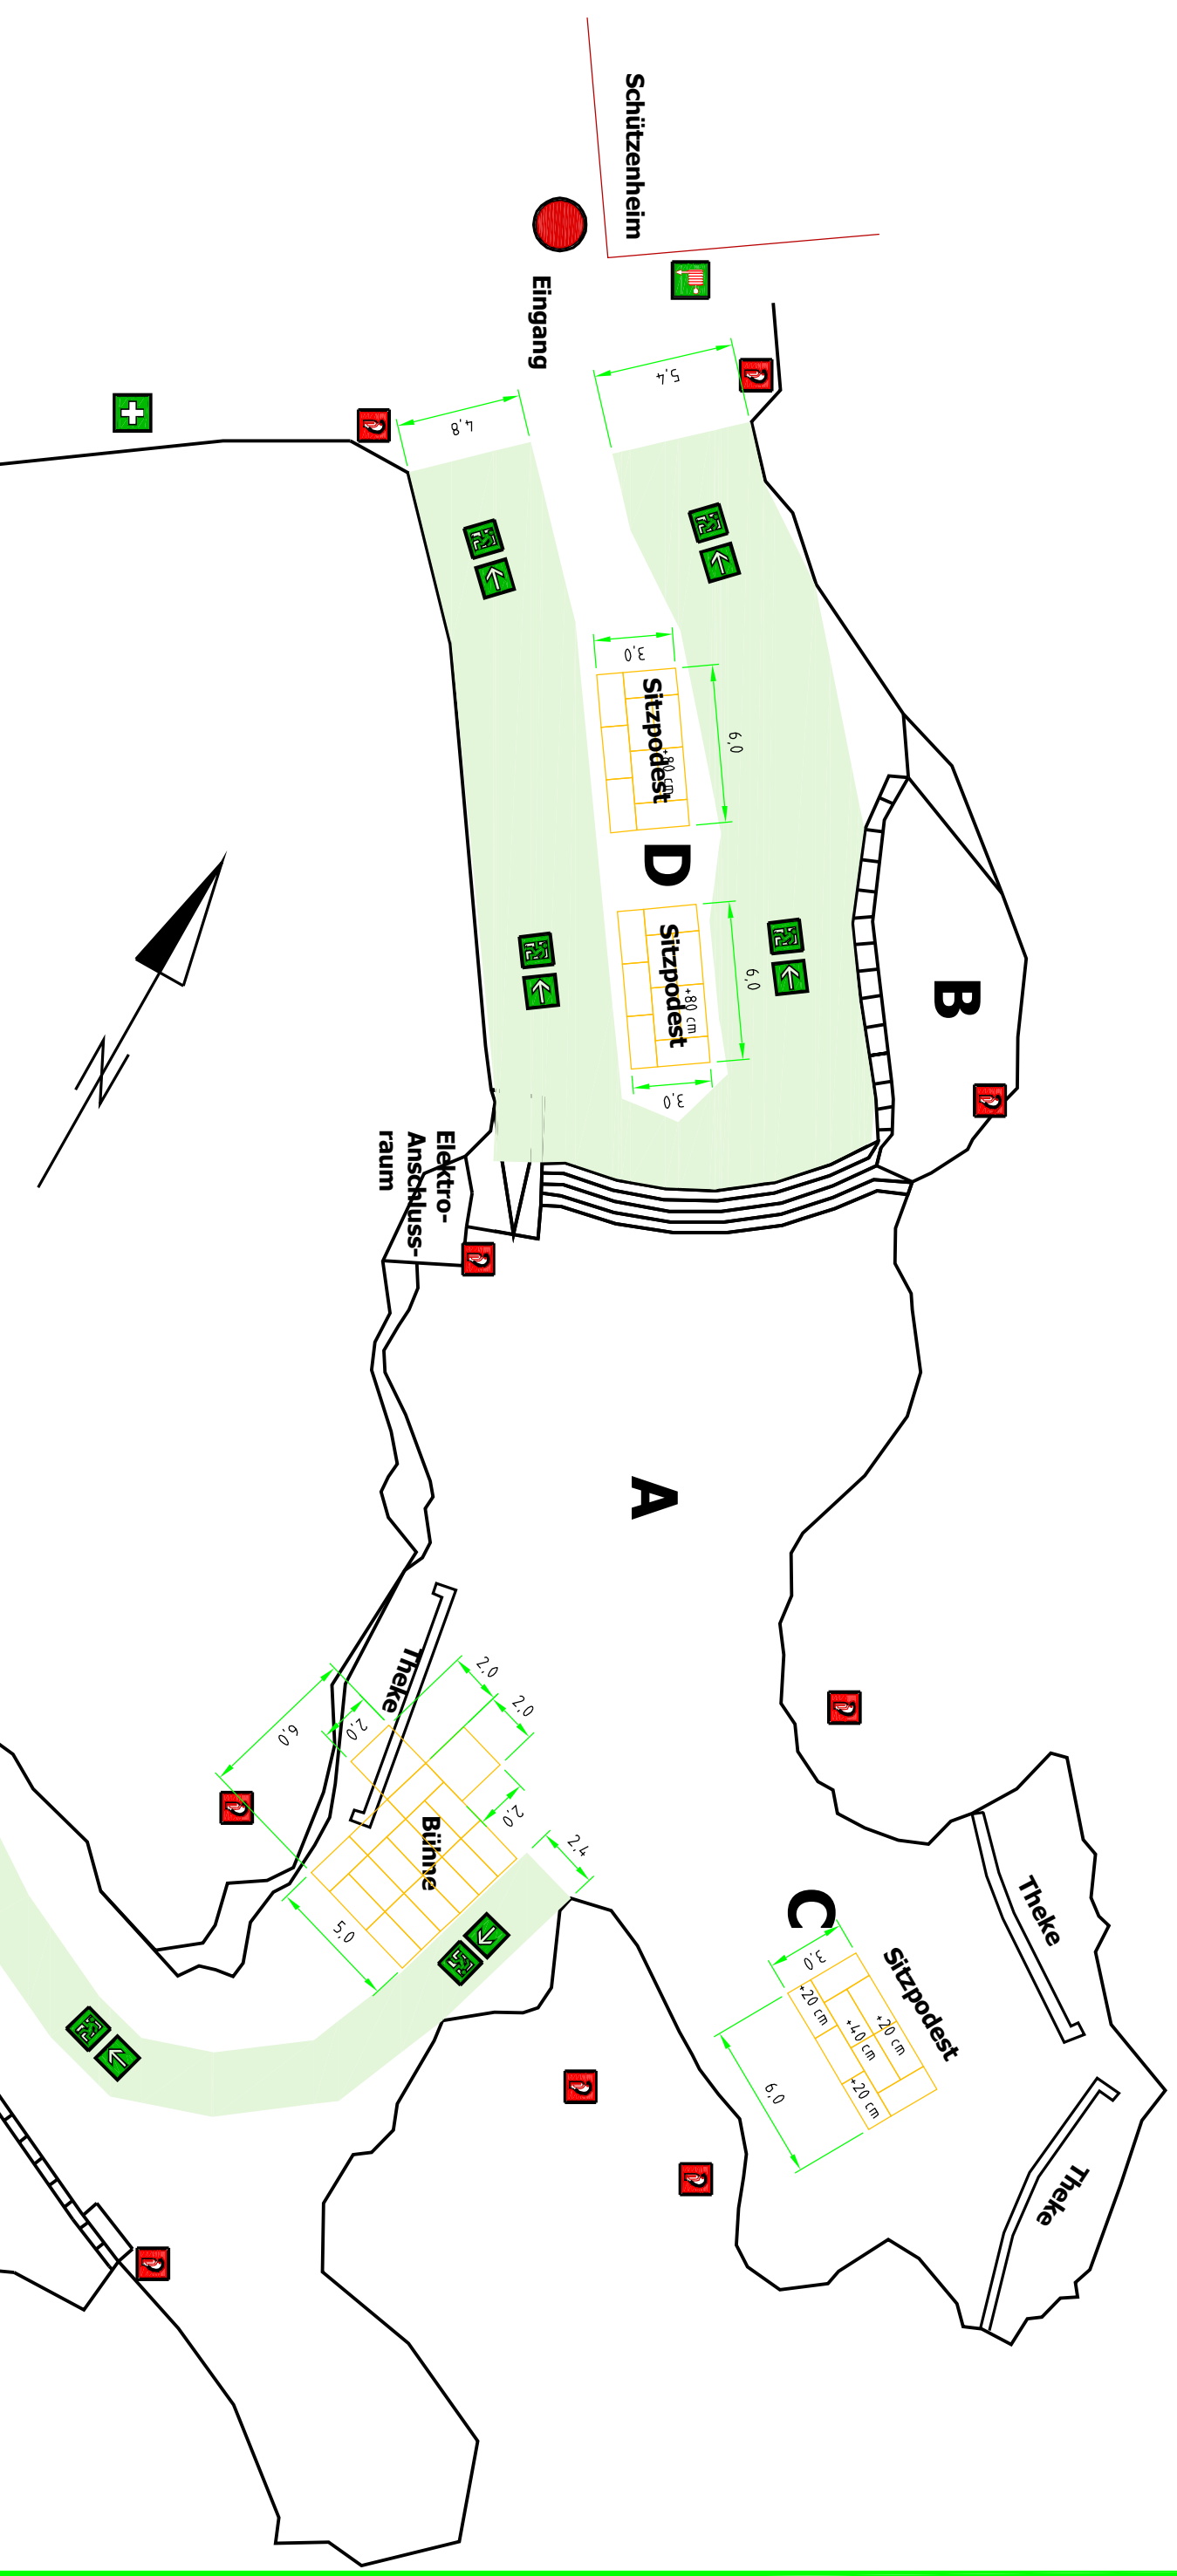 Schützenheim
Eingang
5,4
4,8
3,0
Sitzpodest
+80 cm
6,0
D
Sitzpodest
+80 cm
6,0
3,0
B
Elektro-
Anschluss-
raum
A
Theke
2,0
2,0
2,0
6,0
2,0
Bühne
2,4
5,0
C
Theke
3,0
Sitzpodest
+20 cm
+40 cm
+20 cm
+20 cm
6,0
Theke